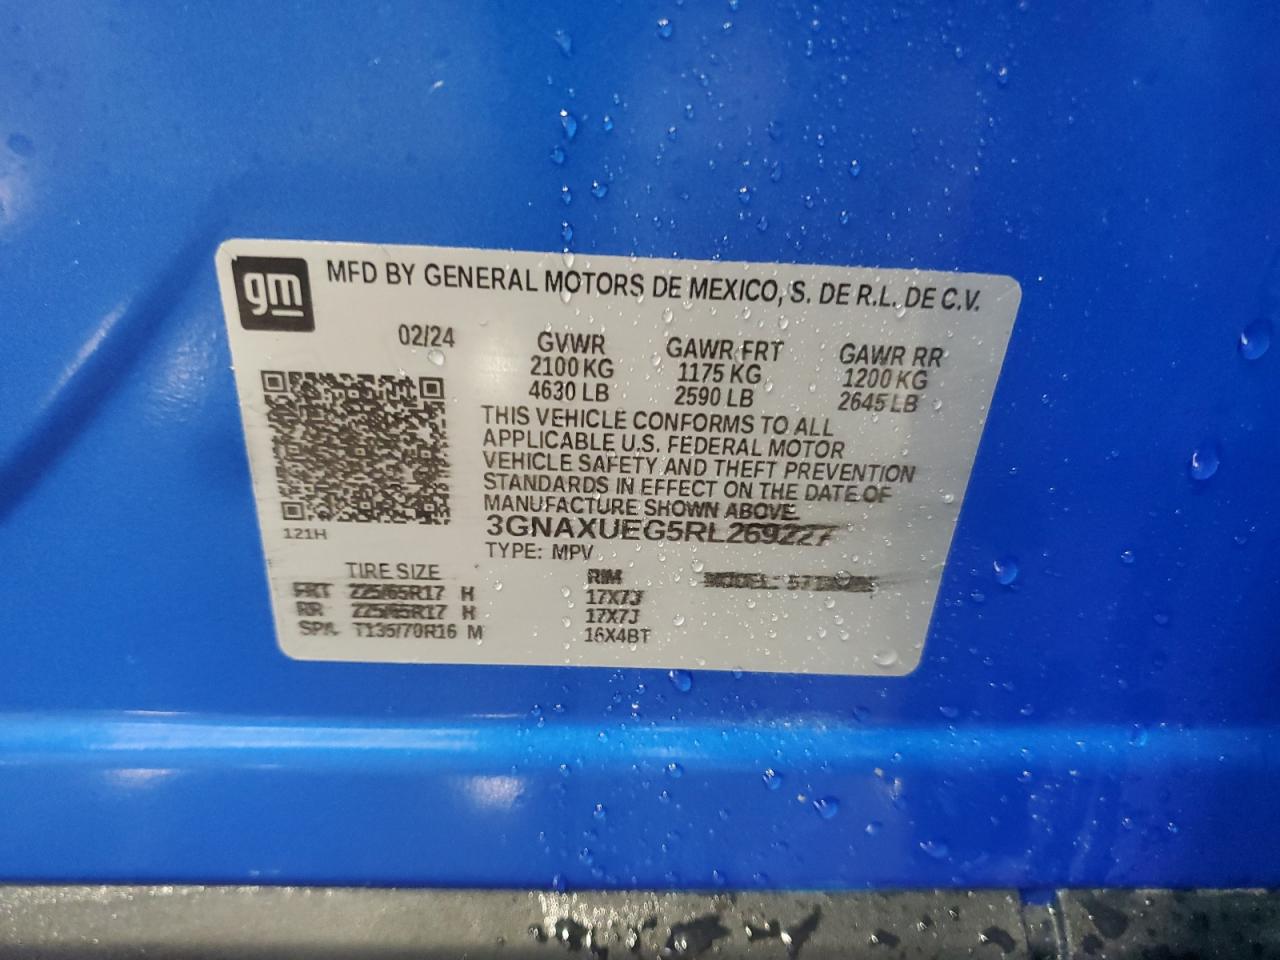 gm
MFD BY GENERAL MOTORS DE MEXICO, S. DE R.L. DE C.V.
02/24
GVWR GAWR FRT GAWR RR
2100 KG 1175 KG 1200 KG
4630 LB 2590 LB 2645 LB
THIS VEHICLE CONFORMS TO ALL
APPLICABLE U.S. FEDERAL MOTOR
VEHICLE SAFETY AND THEFT PREVENTION
STANDARDS IN EFFECT ON THE DATE OF
MANUFACTURE SHOWN ABOVE.
3GNAXUEG5RL269227
121H
TYPE: MPV
TIRE SIZE RIM MODEL:
FRT 225/65R17 H 17X7J
RR 225/65R17 H 17X7J
SPA T135/70R16 M 16X4BT